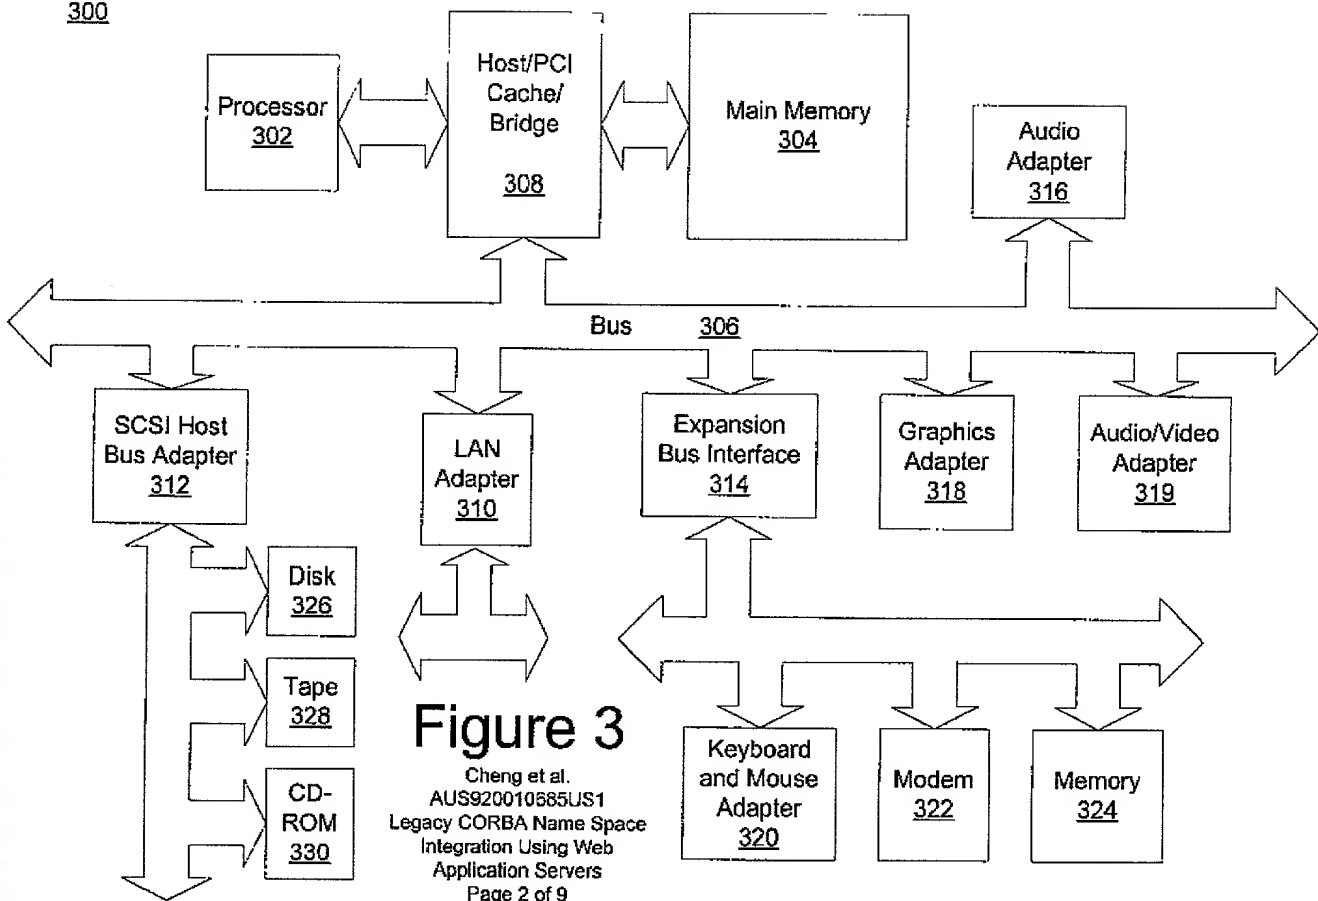 300
Processor
302
Host/PCI
Cache/
Bridge
308
Main Memory
304
Audio
Adapter
316
Bus 306
SCSI Host
Bus Adapter
312
LAN
Adapter
310
Expansion
Bus Interface
314
Graphics
Adapter
318
Audio/Video
Adapter
319
Disk
326
Tape
328
CD-
ROM
330
Keyboard
and Mouse
Adapter
320
Modem
322
Memory
324
Figure 3
Cheng et al.
AUS920010685US1
Legacy CORBA Name Space
Integration Using Web
Application Servers
Page 2 of 9